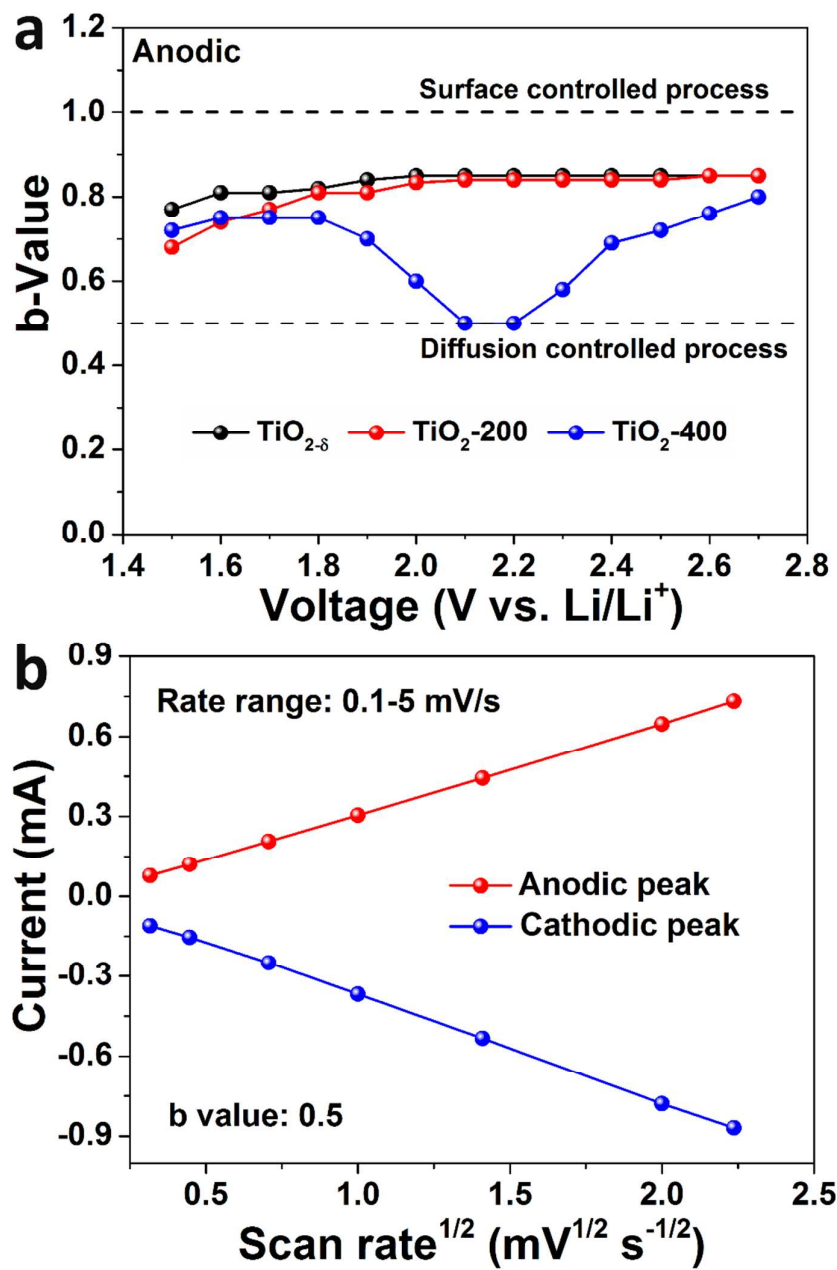 a
Anodic
Surface controlled process
Diffusion controlled process
TiO2-δ TiO2-200 TiO2-400
b-Value
1.2
1.0
0.8
0.6
0.4
0.2
0.0
1.4 1.6 1.8 2.0 2.2 2.4 2.6 2.8
Voltage (V vs. Li/Li⁺)
b
Rate range: 0.1-5 mV/s
Anodic peak
Cathodic peak
b value: 0.5
Current (mA)
0.9
0.6
0.3
0.0
-0.3
-0.6
-0.9
0.5 1.0 1.5 2.0 2.5
Scan rate^1/2 (mV^1/2 s^-1/2)